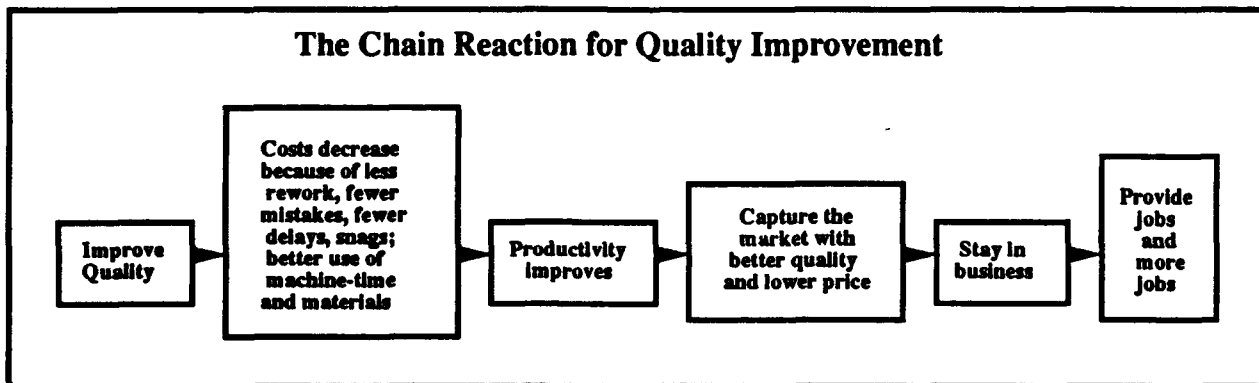 The Chain Reaction for Quality Improvement
Improve
Quality
Costs decrease
because of less
rework, fewer
mistakes, fewer
delays, snags;
better use of
machine-time
and materials
Productivity
improves
Capture the
market with
better quality
and lower price
Stay in
business
Provide
jobs
and
more
jobs